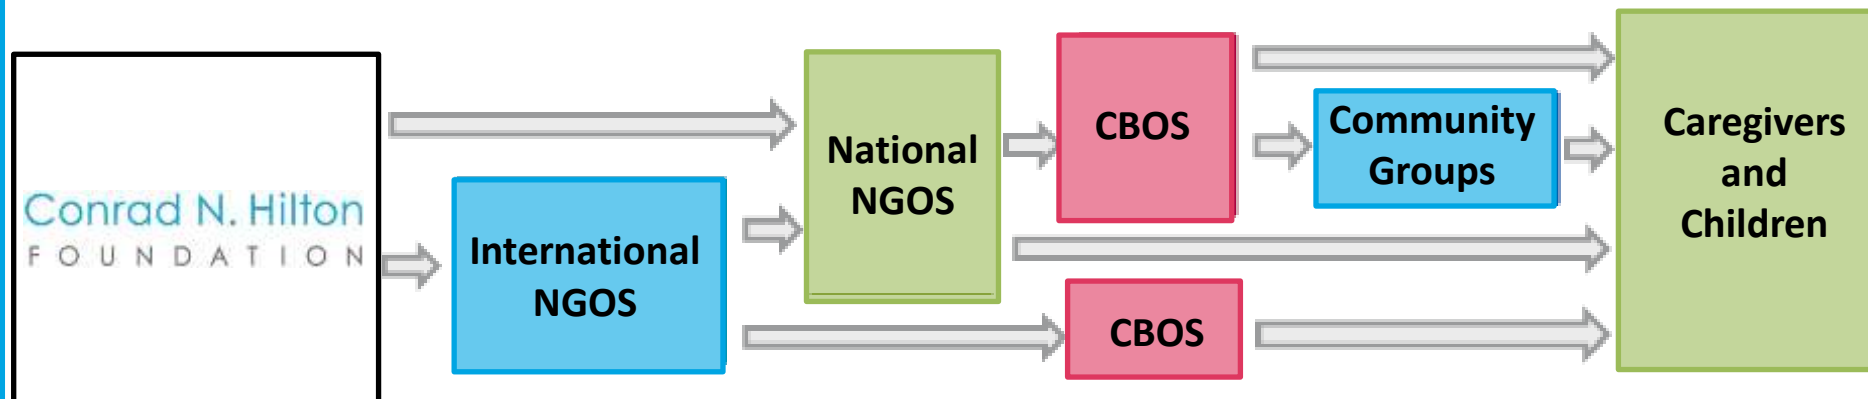 Conrad N. Hilton
FOUNDATION
International
NGOS
National
NGOS
CBOS
Community
Groups
CBOS
Caregivers
and
Children